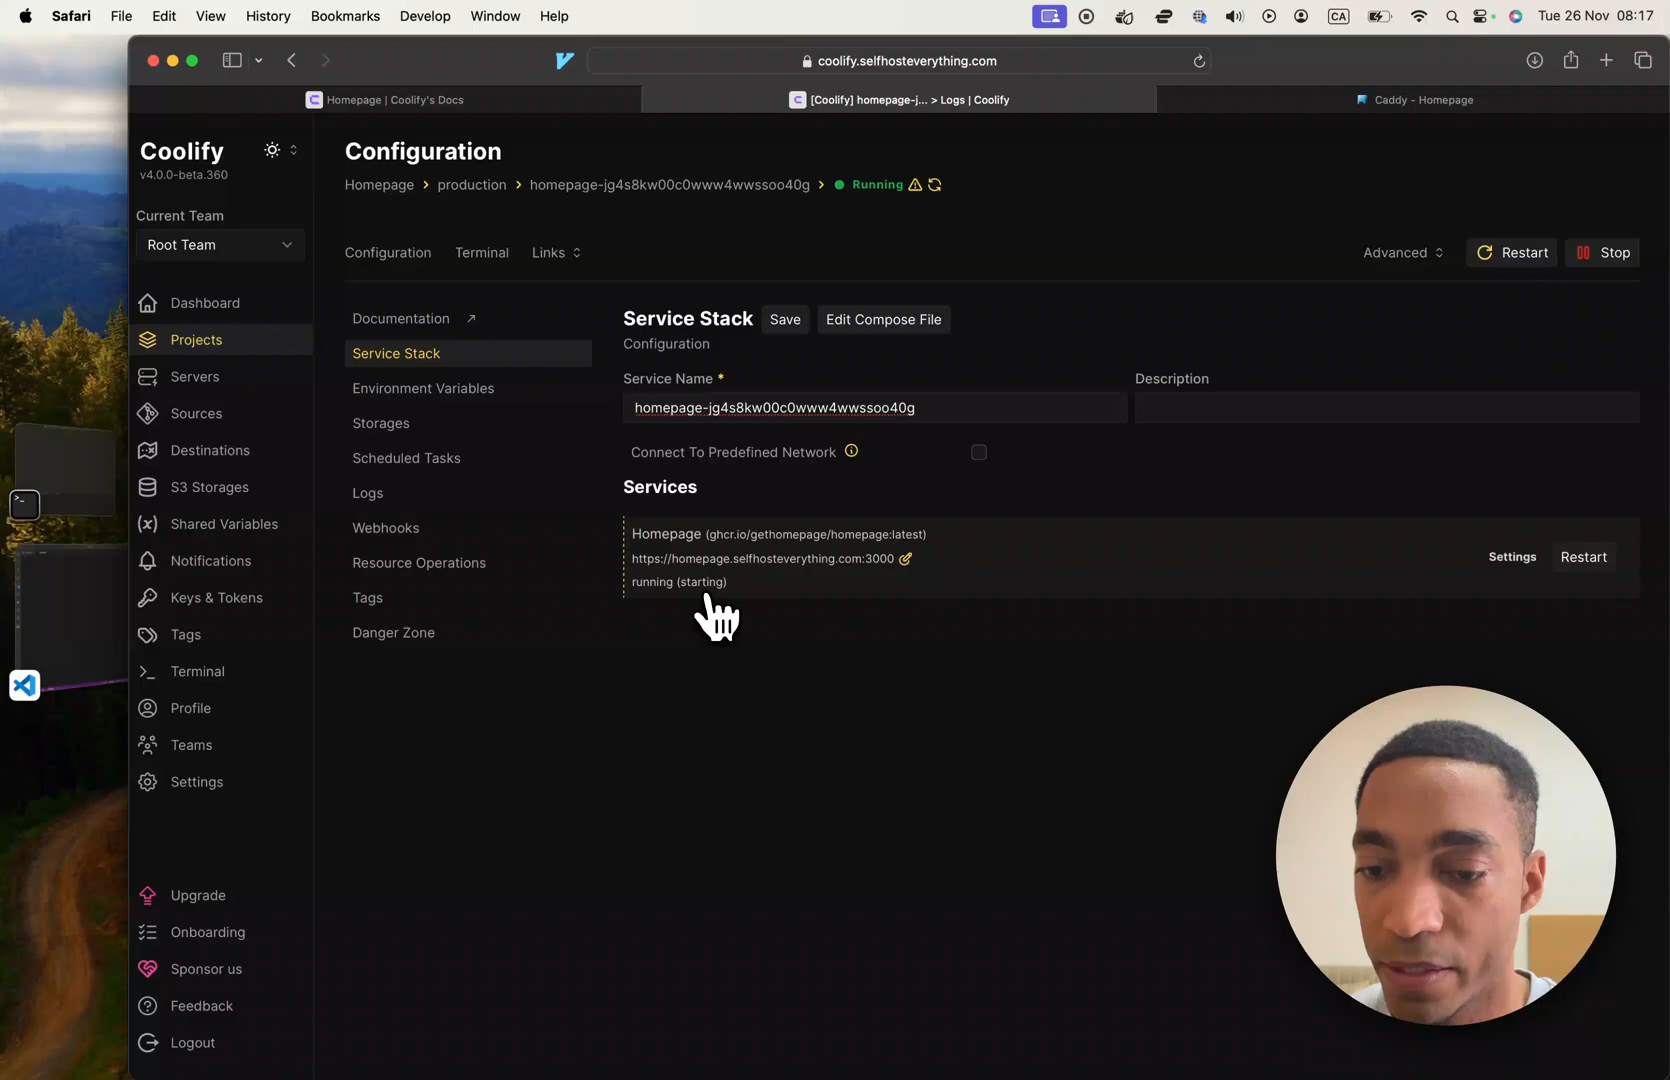 Safari File Edit View History Bookmarks Develop Window Help CA Tue 26 Nov 08:17
coolify.selfhosteverything.com
Homepage | Coolify's Docs
[Coolify] homepage-j... > Logs | Coolify
Caddy - Homepage
Coolify
v4.0.0-beta.360
Current Team
Root Team
Dashboard
Projects
Servers
Sources
Destinations
S3 Storages
Shared Variables
Notifications
Keys & Tokens
Tags
Terminal
Profile
Teams
Settings
Upgrade
Onboarding
Sponsor us
Feedback
Logout
Configuration
Homepage > production > homepage-jg4s8kw00c0www4wwssoo40g > Running
Configuration Terminal Links
Advanced Restart Stop
Documentation
Service Stack
Environment Variables
Storages
Scheduled Tasks
Logs
Webhooks
Resource Operations
Tags
Danger Zone
Service Stack Save Edit Compose File
Configuration
Service Name * Description
homepage-jg4s8kw00c0www4wwssoo40g
Connect To Predefined Network
Services
Homepage (ghcr.io/gethomepage/homepage:latest)
https://homepage.selfhosteverything.com:3000
running (starting)
Settings Restart